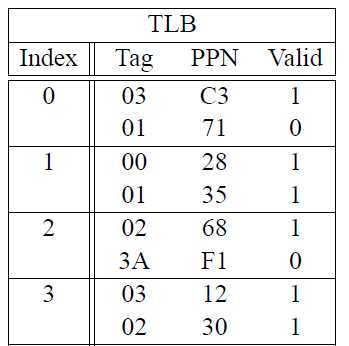 TLB
Index Tag PPN Valid
0 03 C3 1
01 71 0
1 00 28 1
01 35 1
2 02 68 1
3A F1 0
3 03 12 1
02 30 1